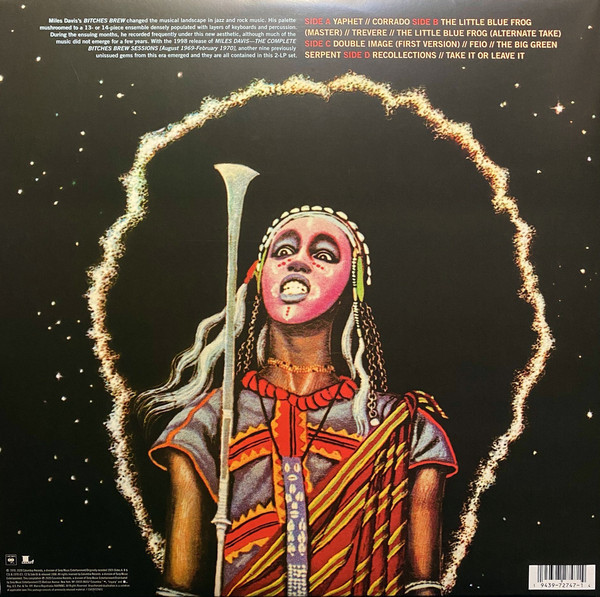 Miles Davis's BITCHES BREW changed the musical landscape in jazz and rock music. His palette
mushroomed to a 13- or 14-piece ensemble densely populated with layers of keyboards and percussion.
During the ensuing months, he recorded frequently under this new aesthetic, although much of the
music did not emerge for a few years. With the 1998 release of MILES DAVIS—THE COMPLETE
BITCHES BREW SESSIONS (August 1969-February 1970), another nine previously
unissued gems from this era emerged and they are all contained in this 2-LP set.
SIDE A YAPHET // CORRADO SIDE B THE LITTLE BLUE FROG
(MASTER) // TREVERE // THE LITTLE BLUE FROG (ALTERNATE TAKE)
SIDE C DOUBLE IMAGE (FIRST VERSION) // FEIO // THE BIG GREEN
SERPENT SIDE D RECOLLECTIONS // TAKE IT OR LEAVE IT
19439-72747-1